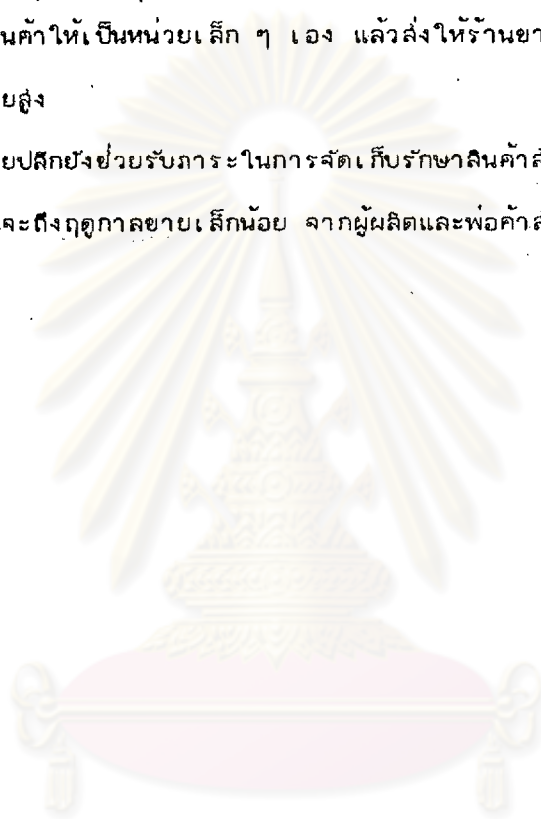 นค้าให้เป็นหน่วยเล็ก ๆ เอง แล้วส่งให้ร้านขา
ยสูง
ยปลีกยังช่วยรับภาระในการจัดเก็บรักษาสินค้าส
จะถึงฤดูกาลขายเล็กน้อย จากผู้ผลิตและพ่อค้าส